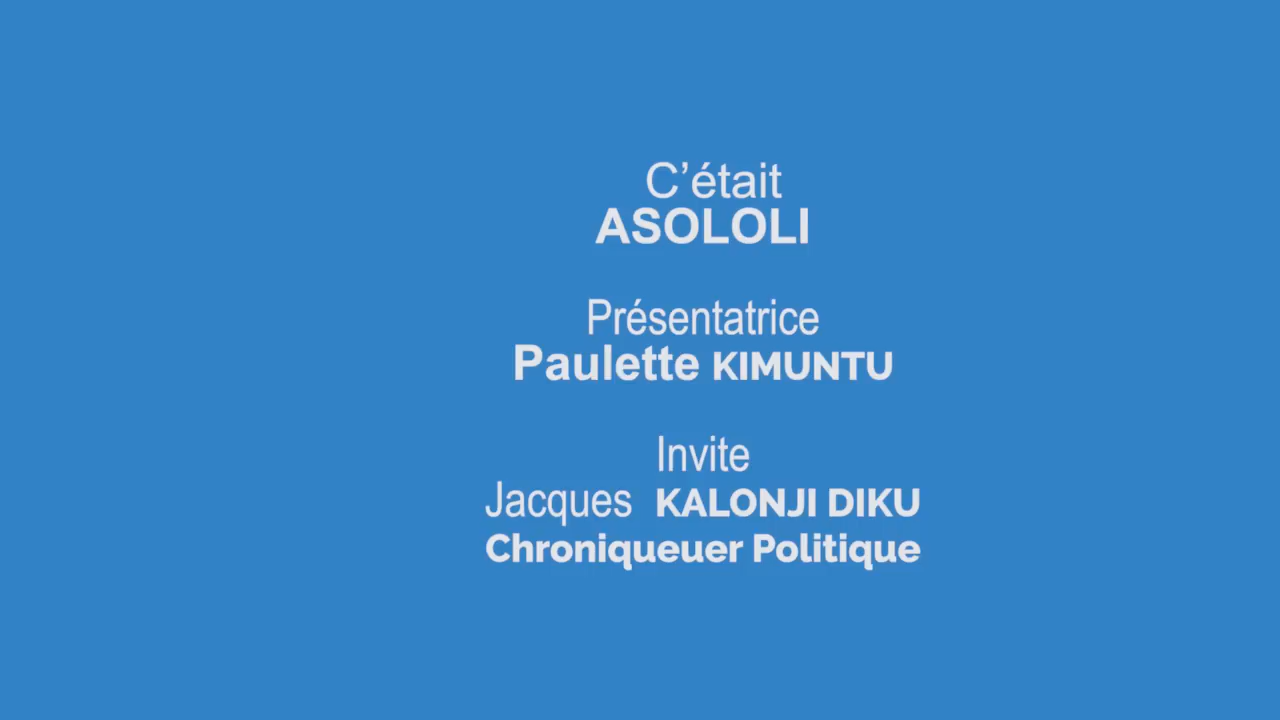 C’était
ASOLOLI
Présentatrice
Paulette KIMUNTU
Invite
Jacques KALONJI DIKU
Chroniqueuer Politique